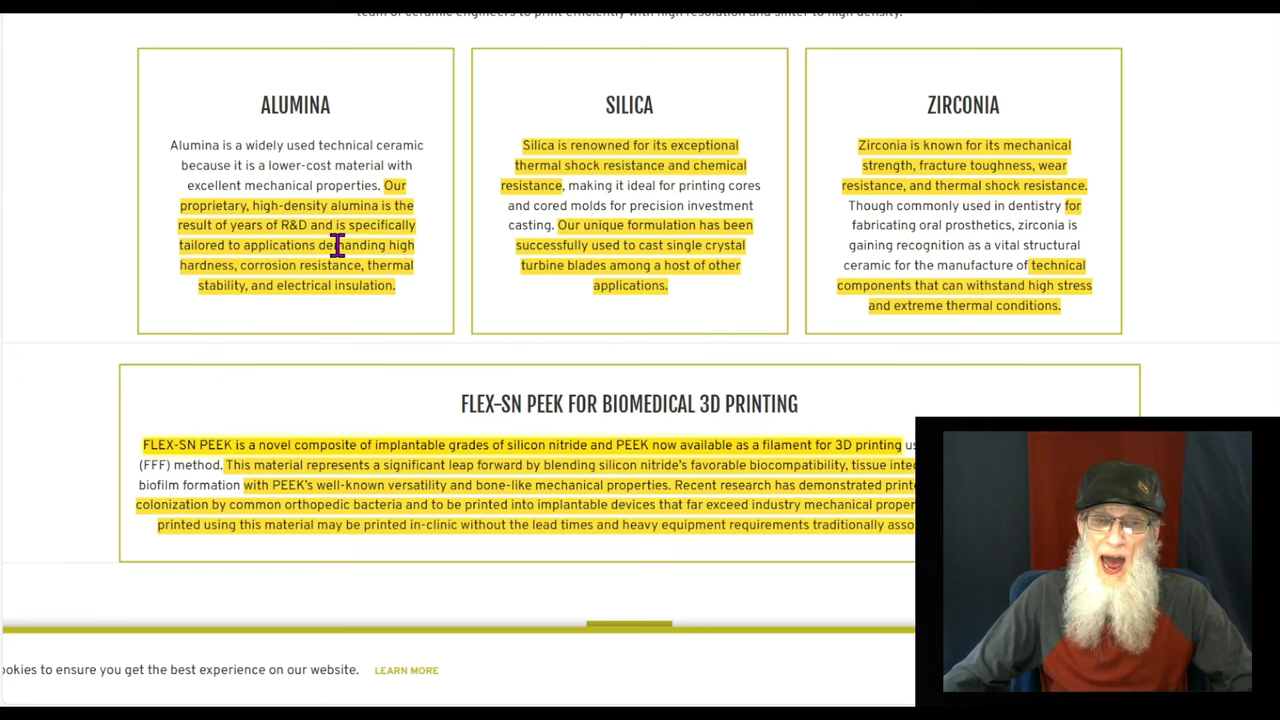 team of ceramic engineers to print efficiently with high resolution and sinter to high density.
ALUMINA
Alumina is a widely used technical ceramic
because it is a lower-cost material with
excellent mechanical properties. Our
proprietary, high-density alumina is the
result of years of R&D and is specifically
tailored to applications demanding high
hardness, corrosion resistance, thermal
stability, and electrical insulation.
SILICA
Silica is renowned for its exceptional
thermal shock resistance and chemical
resistance, making it ideal for printing cores
and cored molds for precision investment
casting. Our unique formulation has been
successfully used to cast single crystal
turbine blades among a host of other
applications.
ZIRCONIA
Zirconia is known for its mechanical
strength, fracture toughness, wear
resistance, and thermal shock resistance.
Though commonly used in dentistry for
fabricating oral prosthetics, zirconia is
gaining recognition as a vital structural
ceramic for the manufacture of technical
components that can withstand high stress
and extreme thermal conditions.
FLEX-SN PEEK FOR BIOMEDICAL 3D PRINTING
FLEX-SN PEEK is a novel composite of implantable grades of silicon nitride and PEEK now available as a filament for 3D printing
(FFF) method. This material represents a significant leap forward by blending silicon nitride's favorable biocompatibility, tissue
biofilm formation with PEEK's well-known versatility and bone-like mechanical properties. Recent research has demonstrated
colonization by common orthopedic bacteria and to be printed into implantable devices that far exceed industry mechanical
printed using this material may be printed in-clinic without the lead times and heavy equipment requirements traditionally
ookies to ensure you get the best experience on our website. LEARN MORE